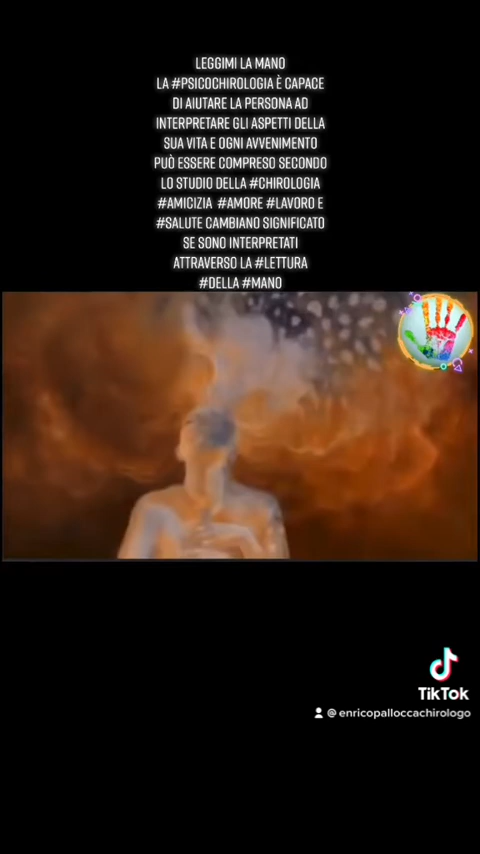 LEGGIMI LA MANO
LA #PSICOCHIROLOGIA È CAPACE
DI AIUTARE LA PERSONA AD
INTERPRETARE GLI ASPETTI DELLA
SUA VITA E OGNI AVVENIMENTO
PUÒ ESSERE COMPRESO SECONDO
LO STUDIO DELLA #CHIROLOGIA
#AMICIZIA #AMORE #LAVORO E
#SALUTE CAMBIANO SIGNIFICATO
SE SONO INTERPRETATI
ATTRAVERSO LA #LETTURA
#DELLA #MANO
TikTok
@enricopalloccachirologo